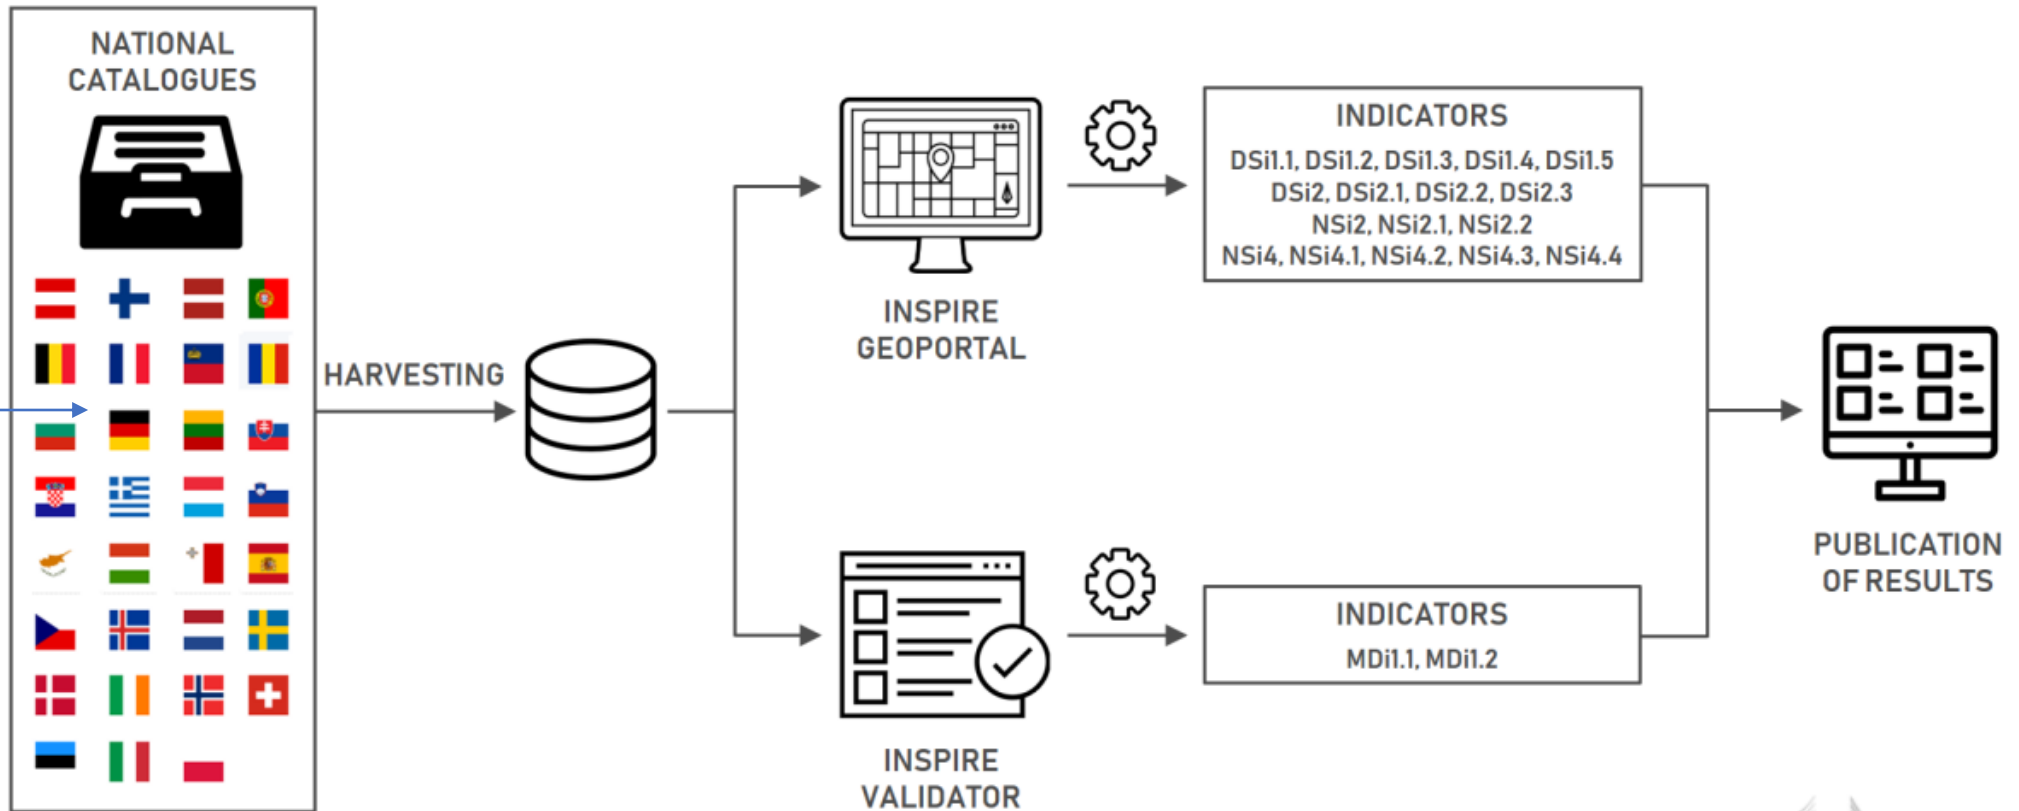 NATIONAL
CATALOGUES
HARVESTING
INSPIRE
GEOPORTAL
INDICATORS
DSi1.1, DSi1.2, DSi1.3, DSi1.4, DSi1.5
DSi2, DSi2.1, DSi2.2, DSi2.3
NSi2, NSi2.1, NSi2.2
NSi4, NSi4.1, NSi4.2, NSi4.3, NSi4.4
INSPIRE
VALIDATOR
INDICATORS
MDi1.1, MDi1.2
PUBLICATION
OF RESULTS